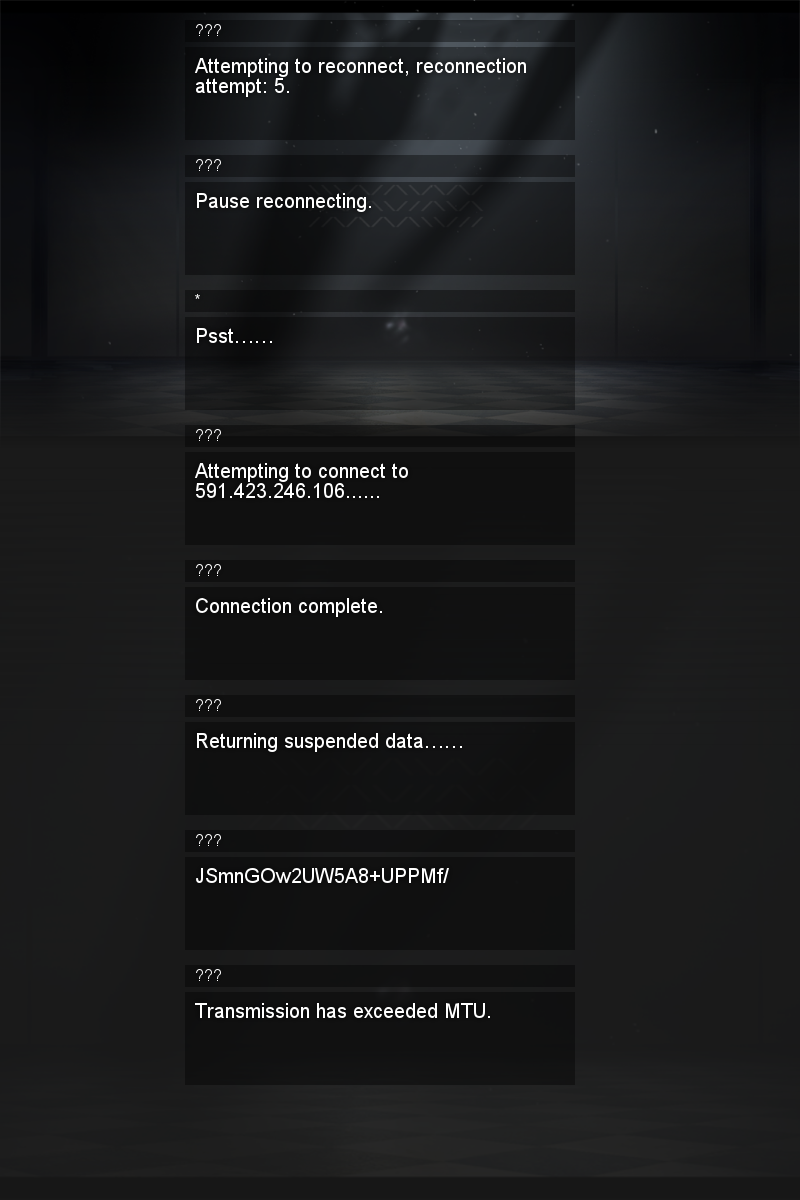 ???
Attempting to reconnect, reconnection
attempt: 5.
???
Pause reconnecting.
*
Psst……
???
Attempting to connect to
591.423.246.106……
???
Connection complete.
???
Returning suspended data……
???
JSmnGOw2UW5A8+UPPMf/
???
Transmission has exceeded MTU.